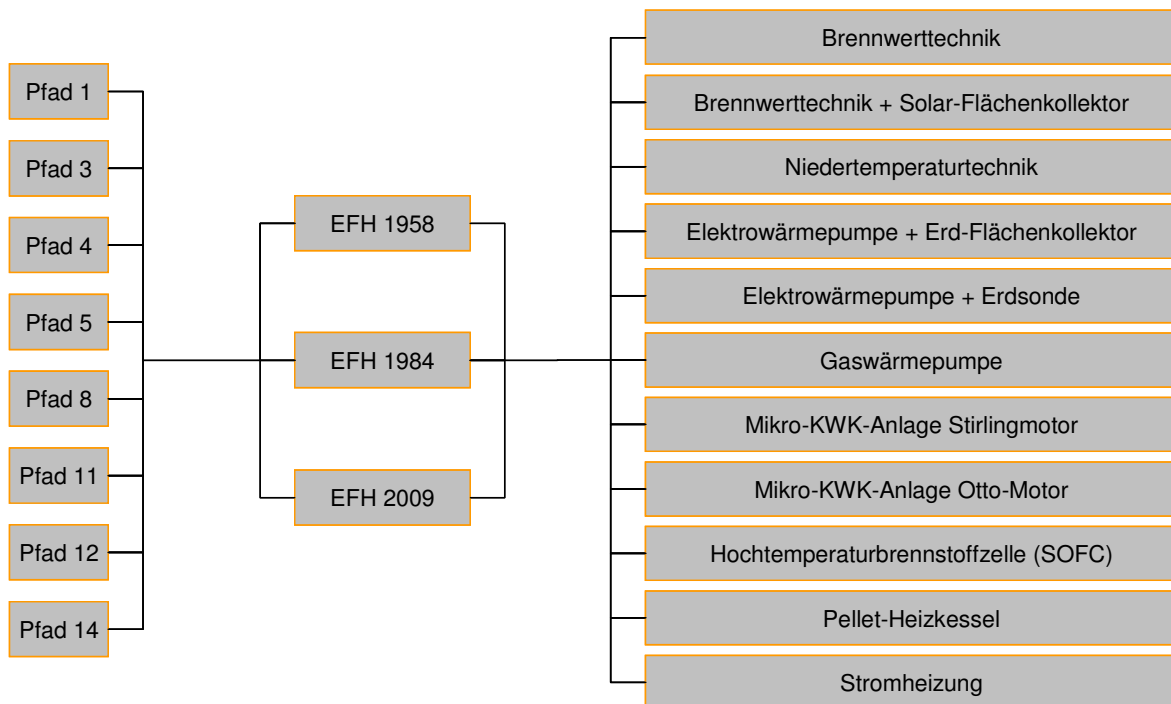 Pfad 1
Pfad 3
Pfad 4
Pfad 5
Pfad 8
Pfad 11
Pfad 12
Pfad 14
EFH 1958
EFH 1984
EFH 2009
Brennwerttechnik
Brennwerttechnik + Solar-Flächenkollektor
Niedertemperaturtechnik
Elektrowärmepumpe + Erd-Flächenkollektor
Elektrowärmepumpe + Erdsonde
Gaswärmepumpe
Mikro-KWK-Anlage Stirlingmotor
Mikro-KWK-Anlage Otto-Motor
Hochtemperaturbrennstoffzelle (SOFC)
Pellet-Heizkessel
Stromheizung